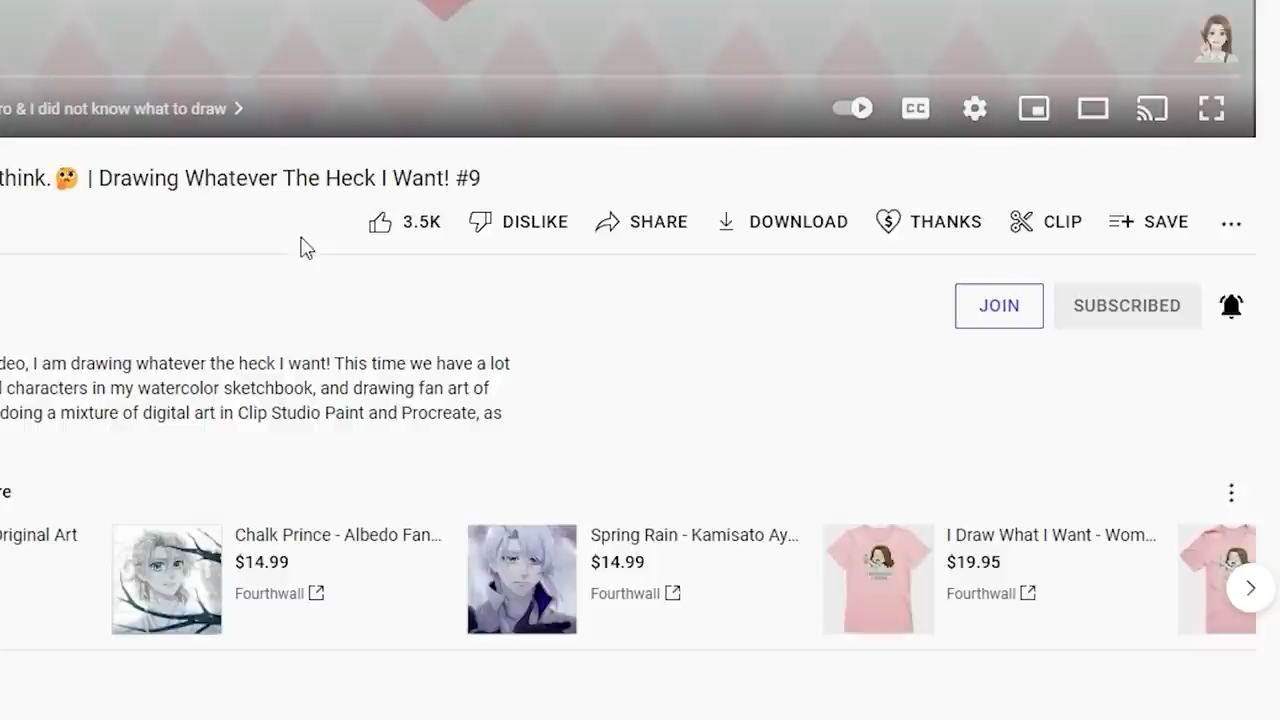 ro & I did not know what to draw
CC
think. 🤔 | Drawing Whatever The Heck I Want! #9
3.5K DISLIKE SHARE DOWNLOAD THANKS CLIP SAVE ...
JOIN SUBSCRIBED
deo, I am drawing whatever the heck I want! This time we have a lot
d characters in my watercolor sketchbook, and drawing fan art of
doing a mixture of digital art in Clip Studio Paint and Procreate, as
re
Original Art
Chalk Prince - Albedo Fan...
$14.99
Fourthwall
Spring Rain - Kamisato Ay...
$14.99
Fourthwall
I Draw What I Want - Wom...
$19.95
Fourthwall